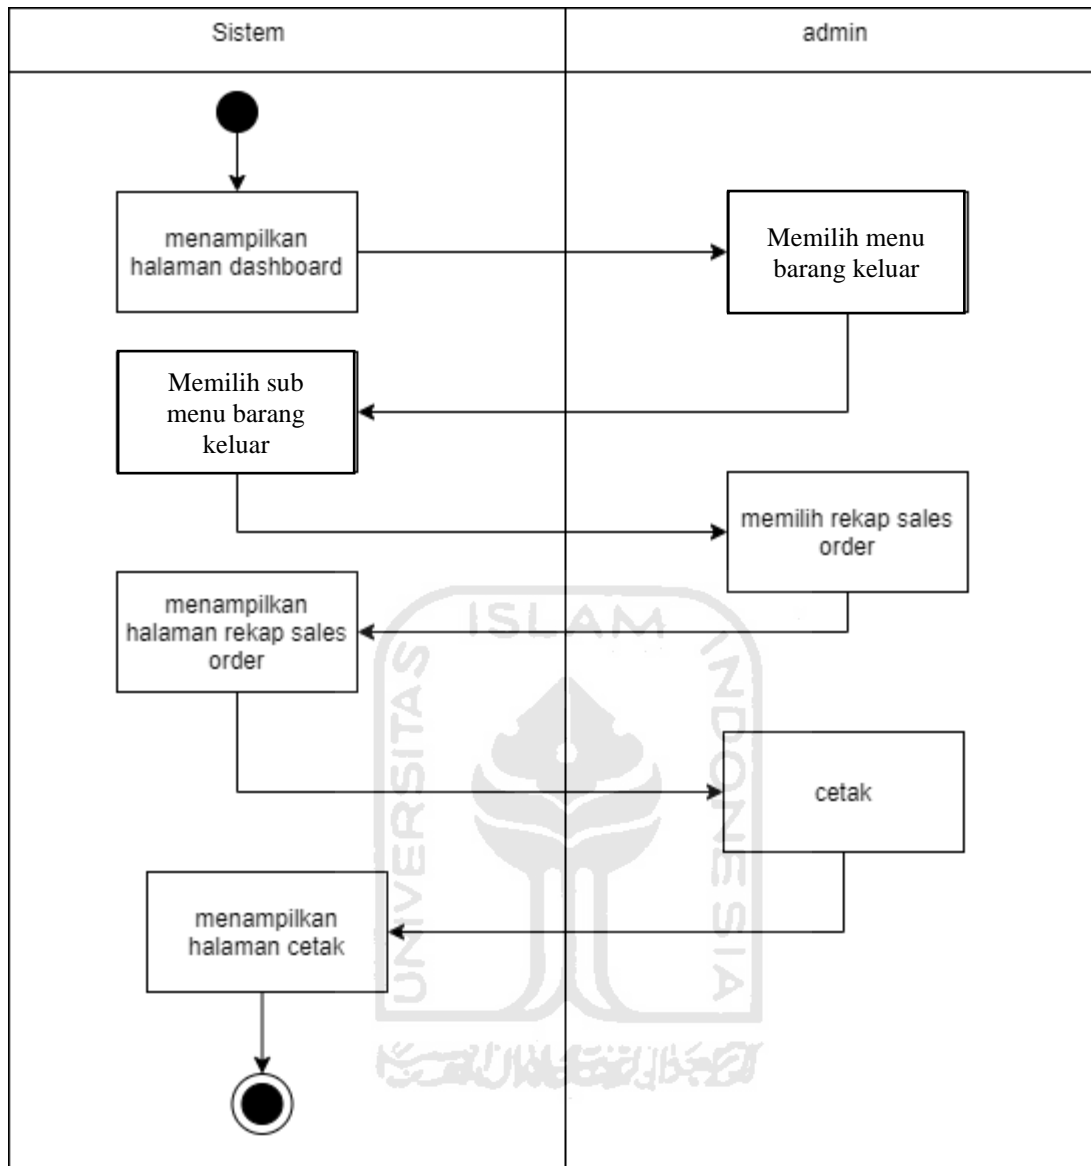 Sistem
admin
menampilkan
halaman dashboard
Memilih menu
barang keluar
Memilih sub
menu barang
keluar
memilih rekap sales
order
menampilkan
halaman rekap sales
order
cetak
menampilkan
halaman cetak
UNIVERSITAS
ISLAM
INDONESIA